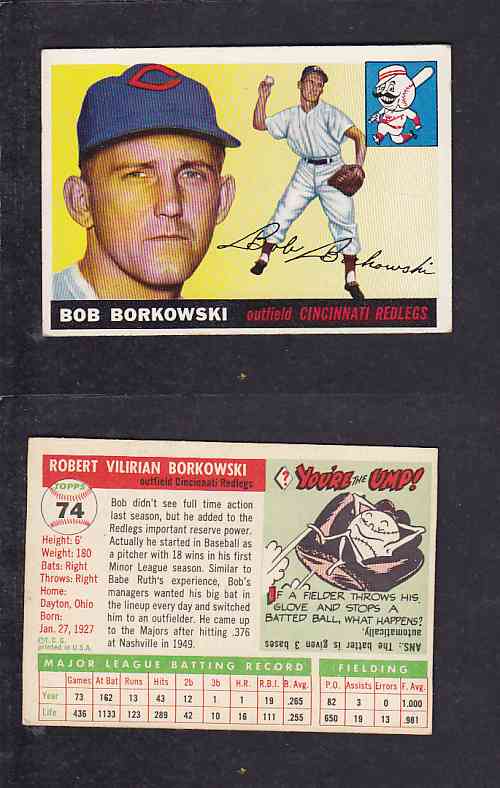 C
Bob Borkowski
BOB BORKOWSKI outfield CINCINNATI REDLEGS
ROBERT VILIRIAN BORKOWSKI
outfield Cincinnati Redlegs
TOPPS
74
Height: 6'
Weight: 180
Bats: Right
Throws: Right
Home:
Dayton, Ohio
Born:
Jan. 27, 1927
© T. C. G.
printed in U.S.A.
Bob didn't see full time action
last season, but he added to the
Redlegs important reserve power.
Actually he started in Baseball as
a pitcher with 18 wins in his first
Minor League season. Similar to
Babe Ruth's experience, Bob's
managers wanted his big bat in
the lineup every day and switched
him to an outfielder. He came up
to the Majors after hitting .376
at Nashville in 1949.
? YOU'RE THE UMP!
IF A FIELDER THROWS HIS
GLOVE AND STOPS A
BATTED BALL, WHAT HAPPENS?
ANS.. The batter is given 3 bases
automatically.
MAJOR LEAGUE BATTING RECORD FIELDING
Games At Bat Runs Hits 2b 3b H.R. R.B.I. B. Avg. P.O. Assists Errors F. Avg.
Year 73 162 13 43 12 1 1 19 .265 82 3 0 1.000
Life 436 1133 123 289 42 10 16 111 .255 650 19 13 .981